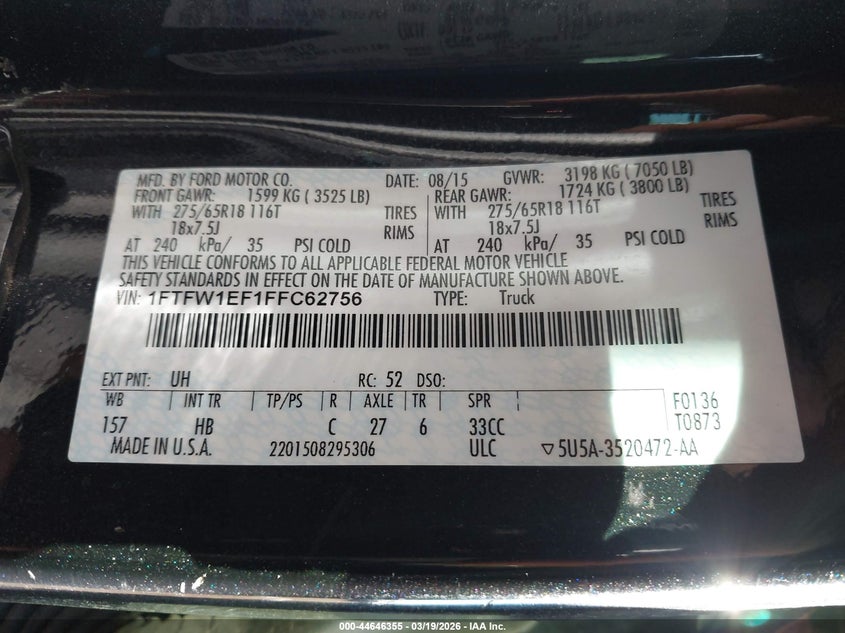 MFD. BY FORD MOTOR CO. DATE: 08/15 GVWR: 3198 KG ( 7050 LB)
FRONT GAWR: 1599 KG ( 3525 LB) REAR GAWR: 1724 KG ( 3800 LB)
WITH 275/65R18 116T TIRES WITH 275/65R18 116T TIRES
18x7.5J RIMS 18x7.5J RIMS
AT 240 kPa/ 35 PSI COLD AT 240 kPa/ 35 PSI COLD
THIS VEHICLE CONFORMS TO ALL APPLICABLE FEDERAL MOTOR VEHICLE
SAFETY STANDARDS IN EFFECT ON THE DATE OF MANUFACTURE SHOWN ABOVE.
VIN: 1FTFW1EF1FFC62756 TYPE: Truck
EXT PNT: UH RC: 52 DSO:
WB INT TR TP/PS R AXLE TR SPR F0136
157 HB C 27 6 33CC T0873
MADE IN U.S.A. 2201508295306 ULC ▽5U5A-3520472-AA
000-44646355 — 03/19/2026 — IAA Inc.